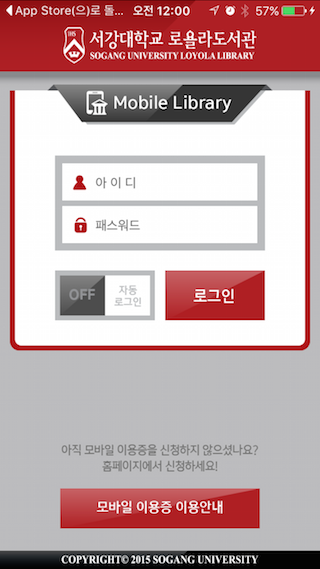 App Store(으)로 돌... 오전 12:00 57%
서강대학교 로욜라도서관
SOGANG UNIVERSITY LOYOLA LIBRARY
Mobile Library
아 이 디
패스워드
OFF 자동
로그인
로그인
아직 모바일 이용증을 신청하지 않으셨나요?
홈페이지에서 신청하세요!
모바일 이용증 이용안내
COPYRIGHT© 2015 SOGANG UNIVERSITY